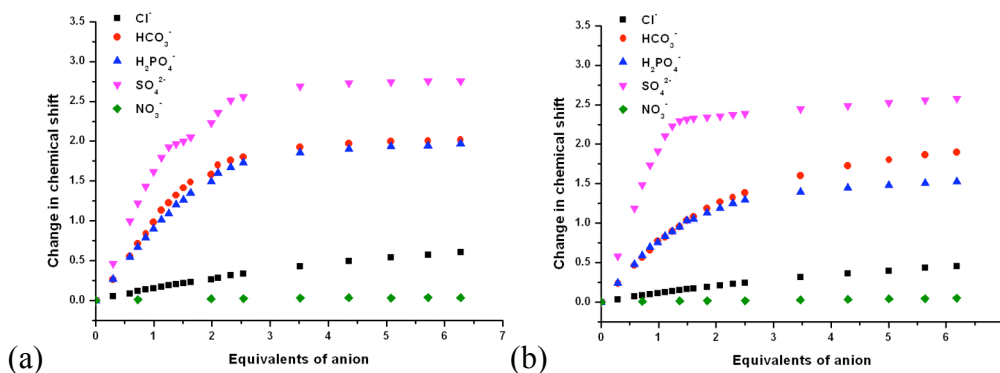 3.5
3.0
2.5
2.0
1.5
1.0
0.5
0.0
Change in chemical shift
Cl⁻
HCO₃⁻
H₂PO₄⁻
SO₄²⁻
NO₃⁻
0 1 2 3 4 5 6 7
Equivalents of anion
(a)
3.5
3.0
2.5
2.0
1.5
1.0
0.5
0.0
Change in chemical shift
Cl⁻
HCO₃⁻
H₂PO₄⁻
SO₄²⁻
NO₃⁻
0 1 2 3 4 5 6
Equivalents of anion
(b)